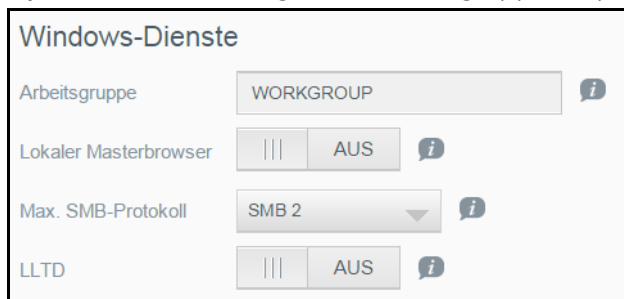 Windows-Dienste
Arbeitsgruppe WORKGROUP
Lokaler Masterbrowser AUS
Max. SMB-Protokoll SMB 2
LLTD AUS